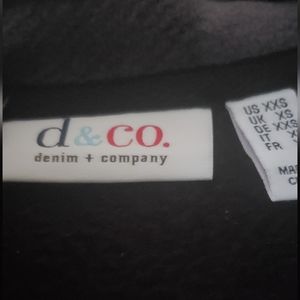 d&co.
denim + company
US XXS
UK XS
DE XXS
IT
FR